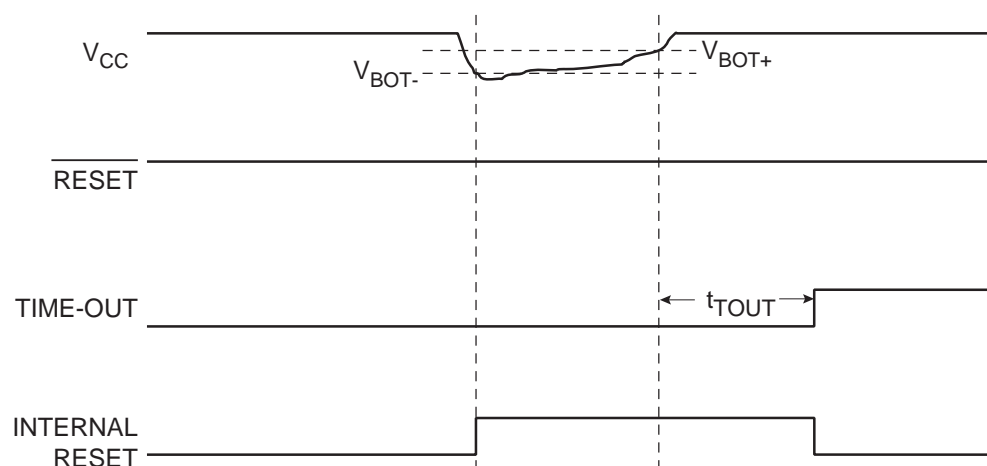 VCC
VBOT-
VBOT+
RESET
TIME-OUT
tTOUT
INTERNAL
RESET